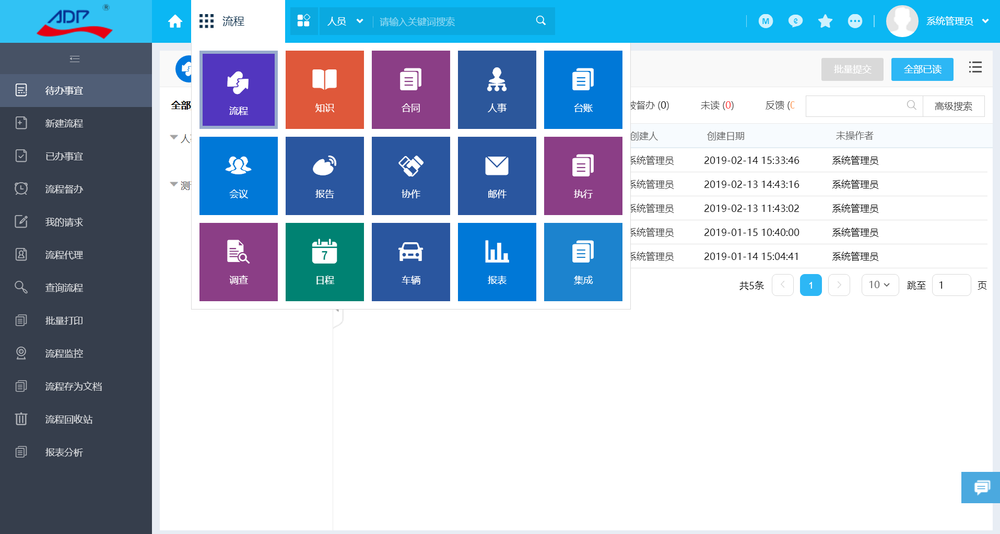 ADP ®
流程
人员
请输入关键词搜索
M
e
系统管理员
待办事宜
新建流程
已办事宜
流程督办
我的请求
流程代理
查询流程
批量打印
流程监控
流程存为文档
流程回收站
报表分析
流程
知识
合同
人事
台账
会议
报告
协作
邮件
执行
调查
7
日程
车辆
报表
集成
批量提交
全部已读
全部
人
测
被督办 (0)
未读 (0)
反馈 (0
高级搜索
创建人
创建日期
未操作者
系统管理员
2019-02-14 15:33:46
系统管理员
系统管理员
2019-02-13 14:43:16
系统管理员
系统管理员
2019-02-13 11:43:02
系统管理员
系统管理员
2019-01-15 10:40:00
系统管理员
系统管理员
2019-01-14 15:04:41
系统管理员
共5条
1
10
跳至
1
页